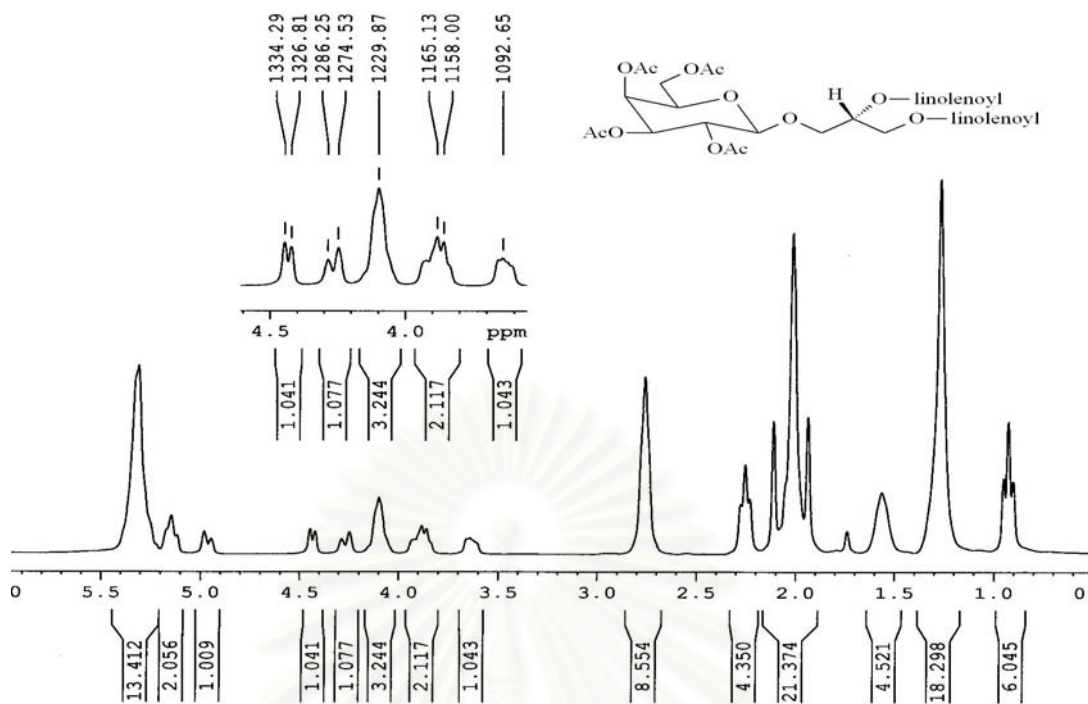 1334.29
1326.81
1286.25
1274.53
1229.87
1165.13
1158.00
1092.65
OAc OAc
O H O—linolenoyl
AcO O O—linolenoyl
OAc
4.5 4.0 ppm
1.041 1.077 3.244 2.117 1.043
0 5.5 5.0 4.5 4.0 3.5 3.0 2.5 2.0 1.5 1.0 0
13.412 2.056 1.009 1.041 1.077 3.244 2.117 1.043 8.554 4.350 21.374 4.521 18.298 6.045